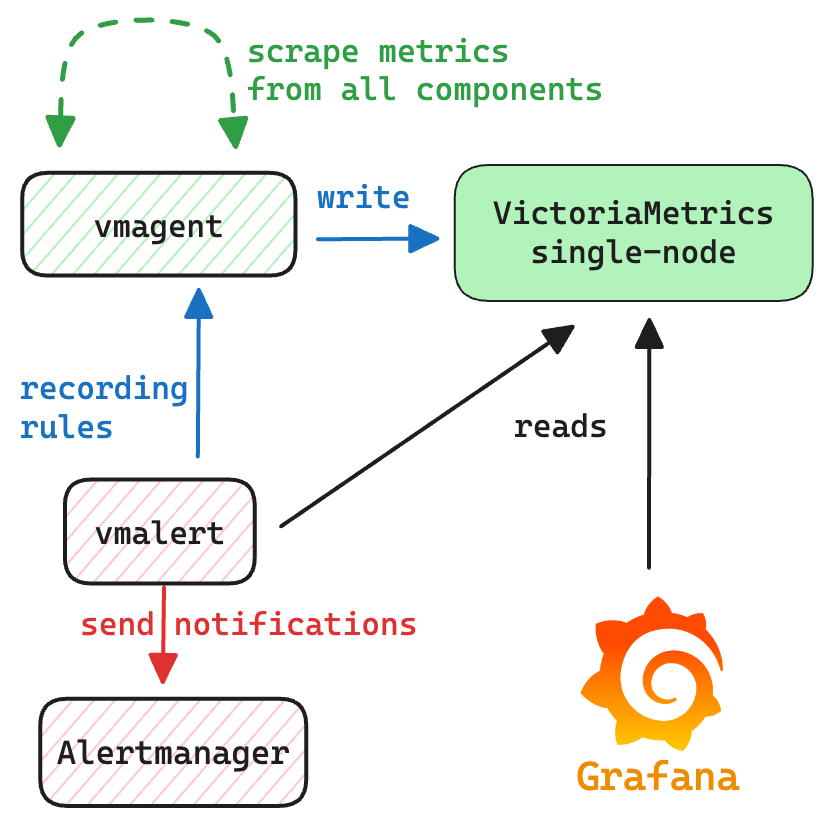 scrape metrics
from all components
vmagent
write
VictoriaMetrics
single-node
recording
rules
reads
vmalert
send notifications
Alertmanager
Grafana